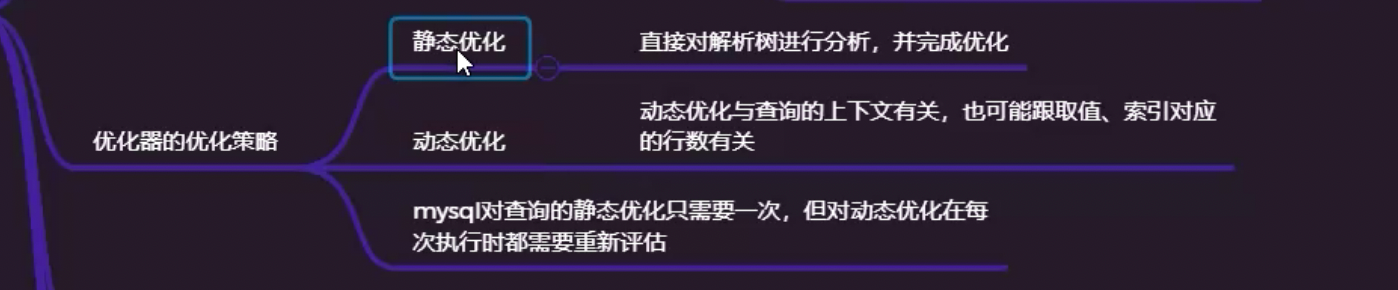 静态优化
直接对解析树进行分析，并完成优化
优化器的优化策略
动态优化
动态优化与查询的上下文有关，也可能跟取值、索引对应
的行数有关
mysql对查询的静态优化只需要一次，但对动态优化在每
次执行时都需要重新评估